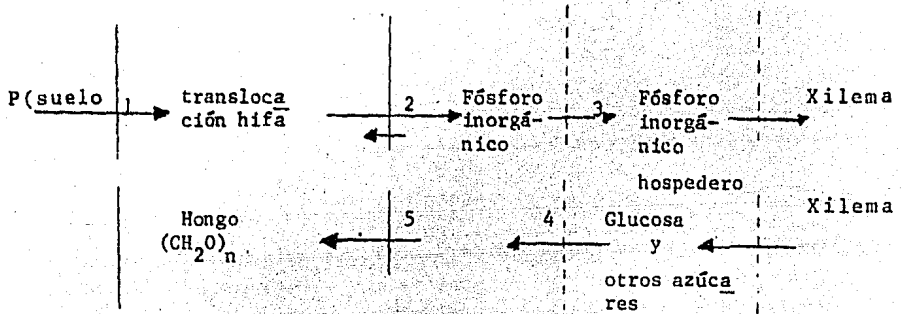 P(suelo 1 transloca
ción hifa
2 Fósforo
inorgá-
nico
3 Fósforo
inorgá-
nico
Xilema
hospedero
Hongo
(CH2O)n
5
4 Glucosa
y
otros azúca
res
Xilema